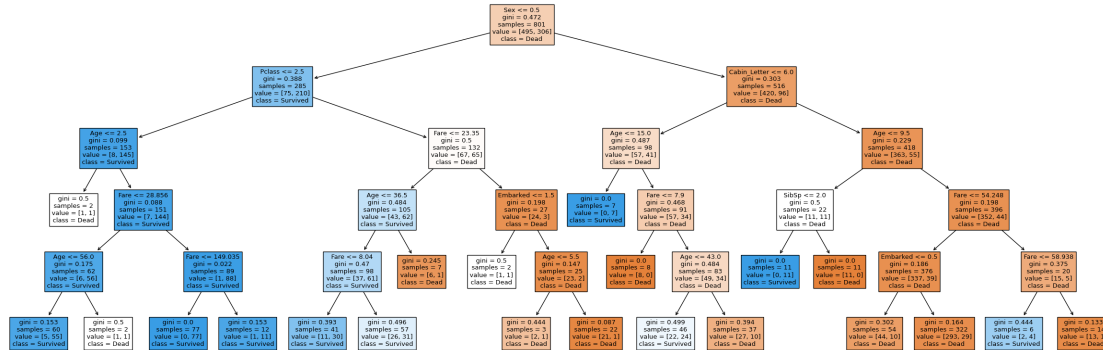 Sex <= 0.5
gini = 0.472
samples = 801
value = [495, 306]
class = Dead
Pclass <= 2.5
gini = 0.388
samples = 285
value = [75, 210]
class = Survived
Cabin_Letter <= 6.0
gini = 0.303
samples = 516
value = [420, 96]
class = Dead
Age <= 2.5
gini = 0.099
samples = 153
value = [8, 145]
class = Survived
Fare <= 23.35
gini = 0.5
samples = 132
value = [67, 65]
class = Dead
Age <= 15.0
gini = 0.487
samples = 98
value = [57, 41]
class = Dead
Age <= 9.5
gini = 0.229
samples = 418
value = [363, 55]
class = Dead
gini = 0.5
samples = 2
value = [1, 1]
class = Dead
Fare <= 28.856
gini = 0.088
samples = 151
value = [7, 144]
class = Survived
Age <= 36.5
gini = 0.484
samples = 105
value = [43, 62]
class = Survived
Embarked <= 1.5
gini = 0.198
samples = 27
value = [24, 3]
class = Dead
gini = 0.0
samples = 7
value = [0, 7]
class = Survived
Fare <= 7.9
gini = 0.468
samples = 91
value = [57, 34]
class = Dead
SibSp <= 2.0
gini = 0.5
samples = 22
value = [11, 11]
class = Dead
Fare <= 54.248
gini = 0.198
samples = 396
value = [352, 44]
class = Dead
Age <= 56.0
gini = 0.175
samples = 62
value = [6, 56]
class = Survived
Fare <= 149.035
gini = 0.022
samples = 89
value = [1, 88]
class = Survived
Fare <= 8.04
gini = 0.47
samples = 98
value = [37, 61]
class = Survived
gini = 0.245
samples = 7
value = [6, 1]
class = Dead
gini = 0.5
samples = 2
value = [1, 1]
class = Dead
Age <= 5.5
gini = 0.147
samples = 25
value = [23, 2]
class = Dead
gini = 0.0
samples = 8
value = [8, 0]
class = Dead
Age <= 43.0
gini = 0.484
samples = 83
value = [49, 34]
class = Dead
gini = 0.0
samples = 11
value = [0, 11]
class = Survived
gini = 0.0
samples = 11
value = [11, 0]
class = Dead
Embarked <= 0.5
gini = 0.186
samples = 376
value = [337, 39]
class = Dead
Fare <= 58.938
gini = 0.375
samples = 20
value = [15, 5]
class = Dead
gini = 0.153
samples = 60
value = [5, 55]
class = Survived
gini = 0.5
samples = 2
value = [1, 1]
class = Dead
gini = 0.0
samples = 77
value = [0, 77]
class = Survived
gini = 0.153
samples = 12
value = [1, 11]
class = Survived
gini = 0.393
samples = 41
value = [11, 30]
class = Survived
gini = 0.496
samples = 57
value = [26, 31]
class = Survived
gini = 0.444
samples = 3
value = [2, 1]
class = Dead
gini = 0.087
samples = 22
value = [21, 1]
class = Dead
gini = 0.499
samples = 46
value = [22, 24]
class = Survived
gini = 0.394
samples = 37
value = [27, 10]
class = Dead
gini = 0.302
samples = 54
value = [44, 10]
class = Dead
gini = 0.164
samples = 322
value = [293, 29]
class = Dead
gini = 0.444
samples = 6
value = [2, 4]
class = Survived
gini = 0.133
samples = 14
value = [13, 1
class = Dead